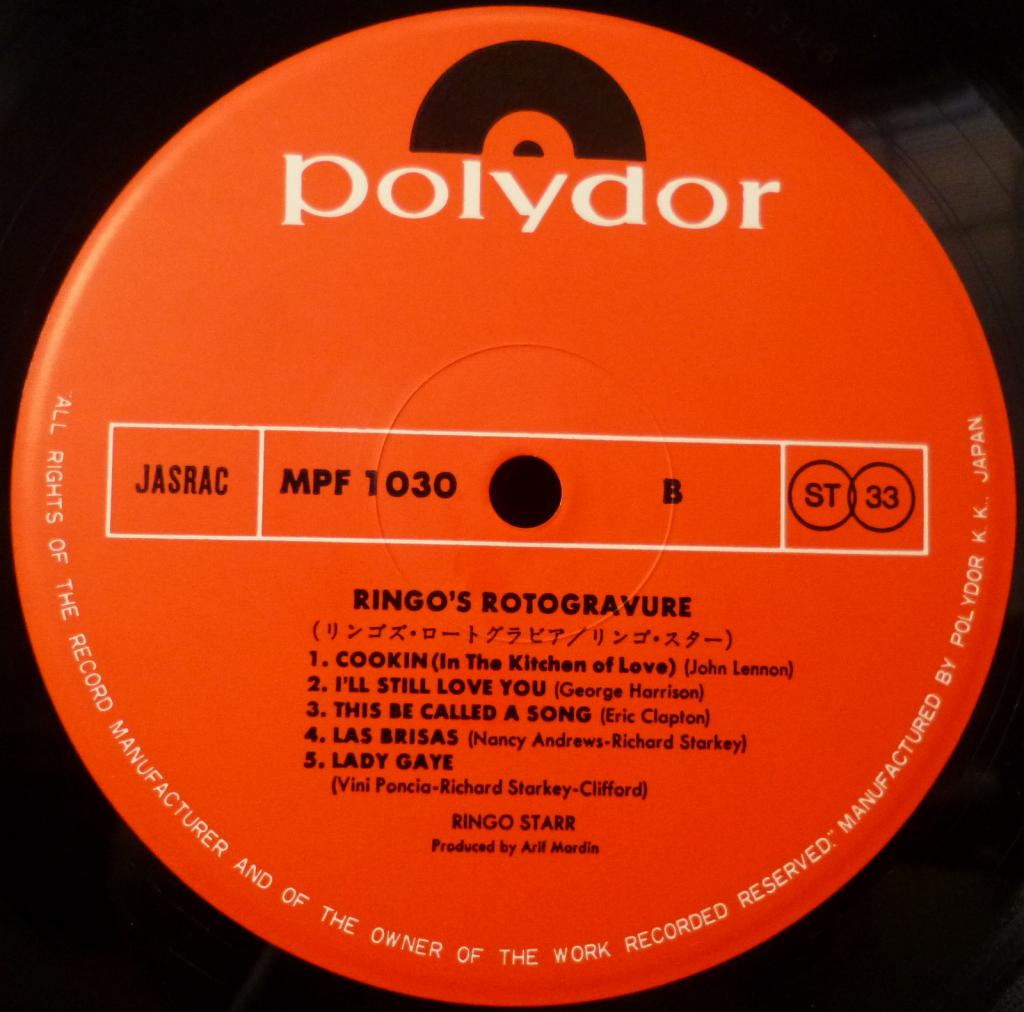 polydor
JASRAC
MPF 1030
B
ST 33
RINGO'S ROTOGRAVURE
(リンゴズ・ロートグラビア/リンゴ・スター)
1. COOKIN (In The Kitchen of Love) (John Lennon)
2. I'LL STILL LOVE YOU (George Harrison)
3. THIS BE CALLED A SONG (Eric Clapton)
4. LAS BRISAS (Nancy Andrews-Richard Starkey)
5. LADY GAYE
(Vini Poncia-Richard Starkey-Clifford)
RINGO STARR
Produced by Arif Mardin
"ALL RIGHTS OF THE RECORD MANUFACTURER AND OF THE OWNER OF THE WORK RECORDED RESERVED." MANUFACTURED BY POLYDOR K.K., JAPAN